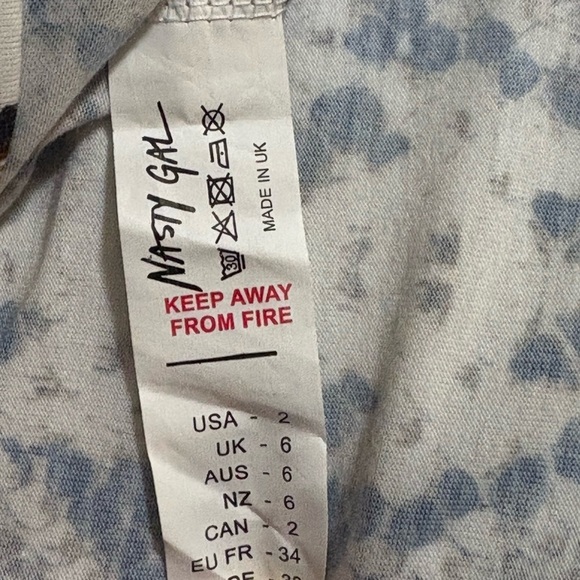 NASTY GAL
30
MADE IN UK
KEEP AWAY
FROM FIRE
USA - 2
UK - 6
AUS - 6
NZ - 6
CAN - 2
EU FR - 34